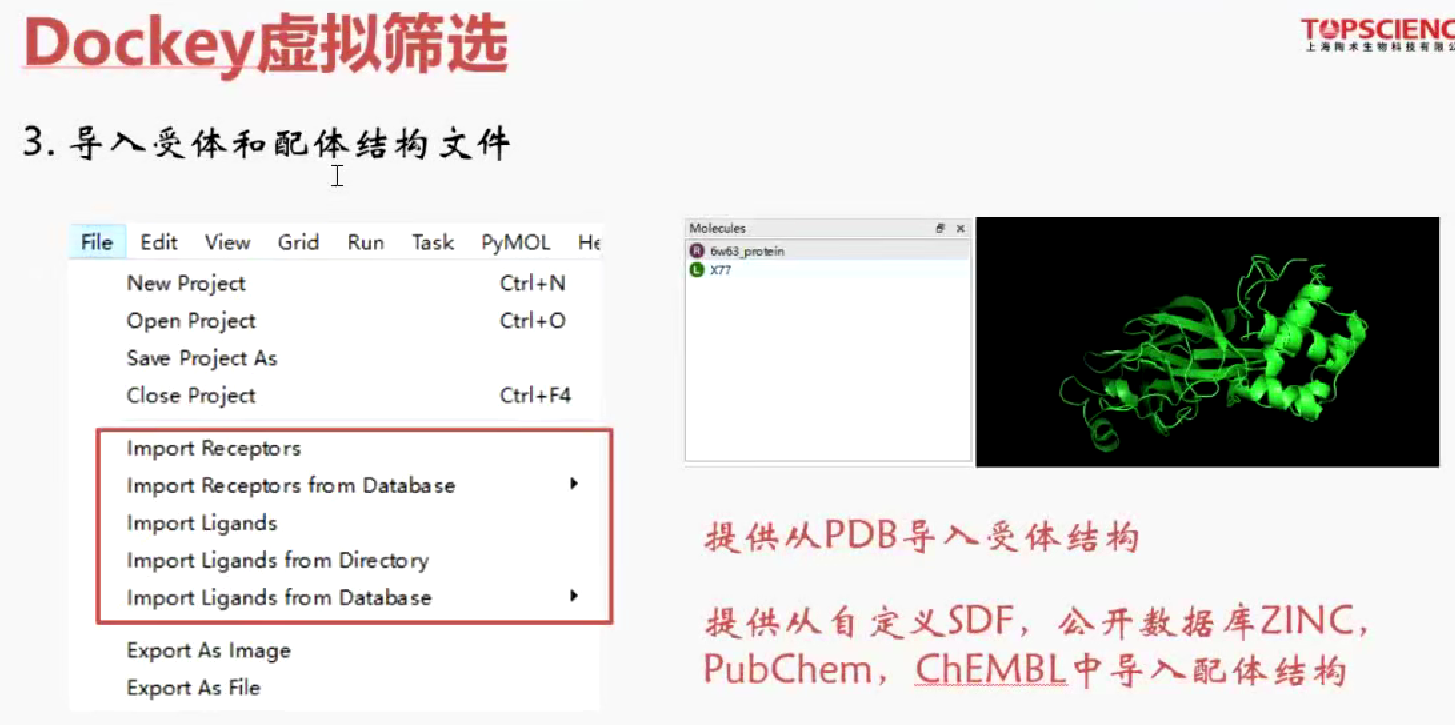 Dockey虚拟筛选
TOPSCIENC
上海陶术生物科技有限公
3. 导入受体和配体结构文件
File Edit View Grid Run Task PyMOL He
New Project Ctrl+N
Open Project Ctrl+O
Save Project As
Close Project Ctrl+F4
Import Receptors
Import Receptors from Database
Import Ligands
Import Ligands from Directory
Import Ligands from Database
Export As Image
Export As File
Molecules
R 6w63_protein
L X77
提供从PDB导入受体结构
提供从自定义SDF，公开数据库ZINC，
PubChem，ChEMBL中导入配体结构